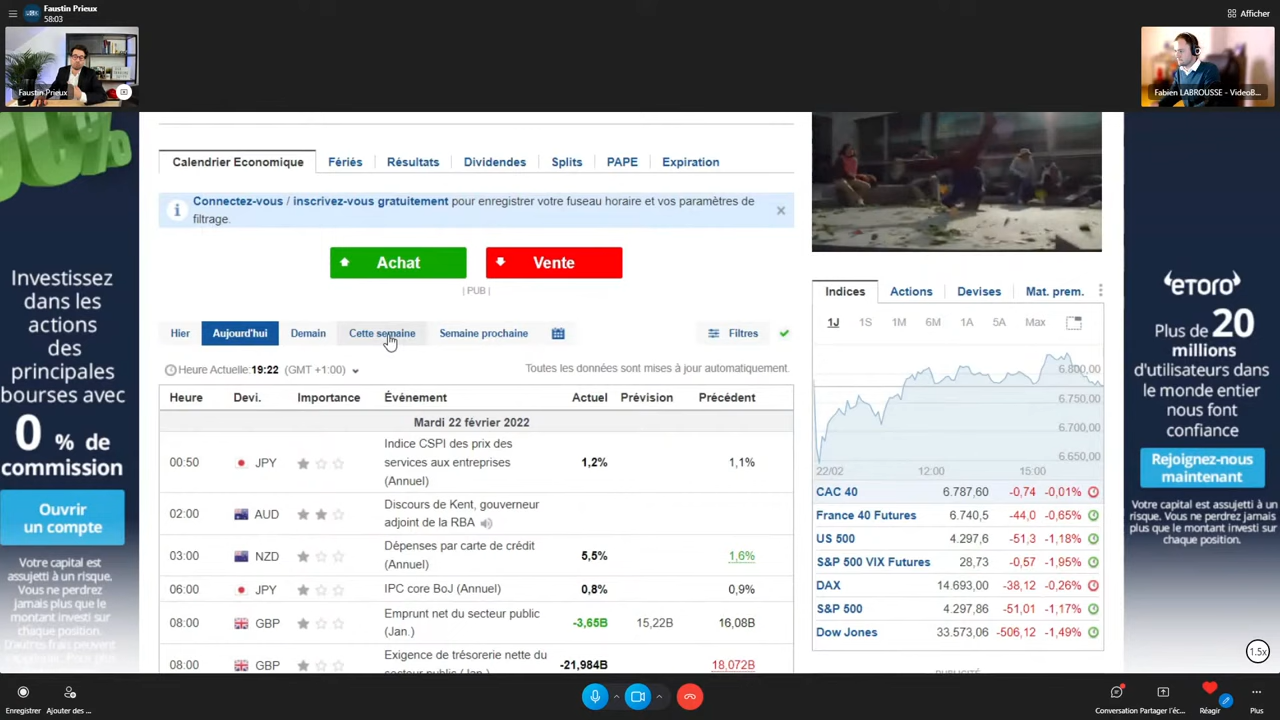 Faustin Prieux
58:03
Afficher
Faustin Prieux
Fabien LABROUSSE - VideoB...
Calendrier Economique
Fériés
Résultats
Dividendes
Splits
PAPE
Expiration
Connectez-vous / inscrivez-vous gratuitement pour enregistrer votre fuseau horaire et vos paramètres de
filtrage.
Achat
Vente
| PUB |
Hier
Aujourd'hui
Demain
Cette semaine
Semaine prochaine
Filtres
Heure Actuelle: 19:22 (GMT +1:00)
Toutes les données sont mises à jour automatiquement.
Heure Devi. Importance Événement Actuel Prévision Précédent
Mardi 22 février 2022
00:50 JPY Indice CSPI des prix des
services aux entreprises
(Annuel) 1,2% 1,1%
02:00 AUD Discours de Kent, gouverneur
adjoint de la RBA
03:00 NZD Dépenses par carte de crédit
(Annuel) 5,5% 1,6%
06:00 JPY IPC core BoJ (Annuel) 0,8% 0,9%
08:00 GBP Emprunt net du secteur public
(Jan.) -3,65B 15,22B 16,08B
08:00 GBP Exigence de trésorerie nette du
secteur public (Jan.) -21,984B 18,072B
Investissez
dans les
actions
des
principales
bourses avec
0 % de
commission
Ouvrir
un compte
Votre capital est
assujetti à un risque.
Vous ne perdrez
jamais plus que le
montant investi sur
chaque position.
Indices
Actions
Devises
Mat. prem.
1J 1S 1M 6M 1A 5A Max
6.800,00
6.750,00
6.700,00
6.650,00
22/02 12:00 15:00
CAC 40 6.787,60 -0,74 -0,01%
France 40 Futures 6.740,5 -44,0 -0,65%
US 500 4.297,6 -51,3 -1,18%
S&P 500 VIX Futures 28,73 -0,57 -1,95%
DAX 14.693,00 -38,12 -0,26%
S&P 500 4.297,86 -51,01 -1,17%
Dow Jones 33.573,06 -506,12 -1,49%
eToro
Plus de 20
millions
d'utilisateurs dans
le monde entier
nous font
confiance
Rejoignez-nous
maintenant
Votre capital est assujetti à un
risque. Vous ne perdrez jamais
plus que le montant investi sur
chaque position.
1.5x
Enregistrer
Ajouter des ...
Conversation
Partager l'éc...
Réagir
Plus